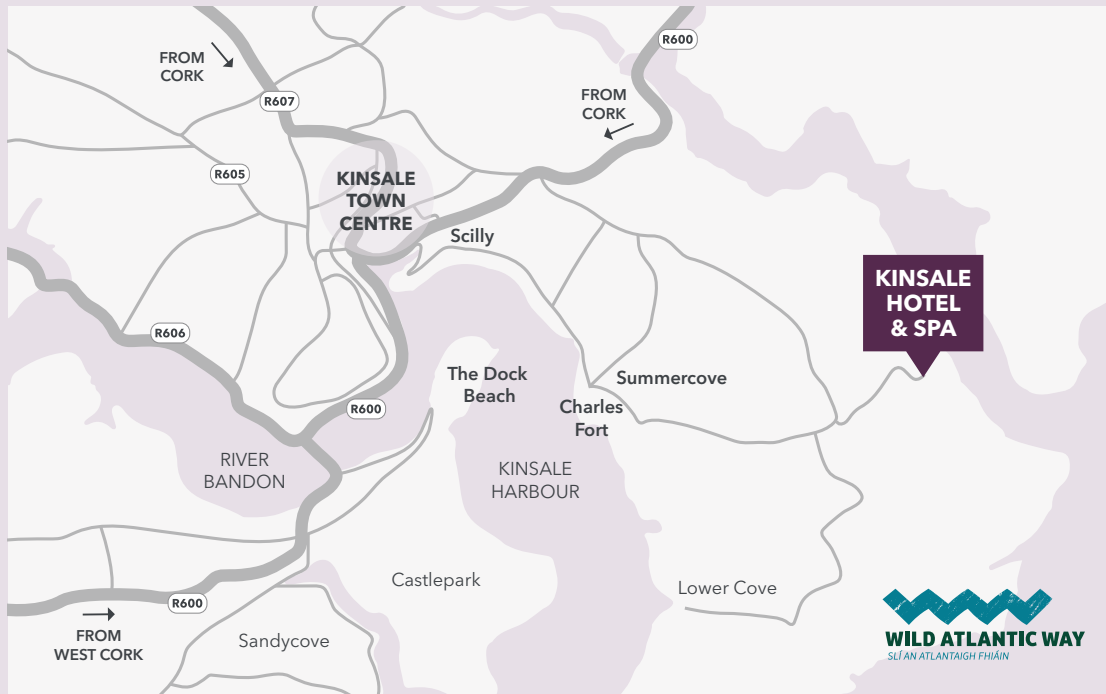 FROM
CORK
R607
R605
KINSALE
TOWN
CENTRE
Scilly
FROM
CORK
R600
KINSALE
HOTEL
& SPA
R606
R600
The Dock
Beach
Summercove
Charles
Fort
RIVER
BANDON
KINSALE
HARBOUR
Castlepark
Lower Cove
R600
FROM
WEST CORK
Sandycove
WILD ATLANTIC WAY
SLÍ AN ATLANTAIGH FHIÁIN